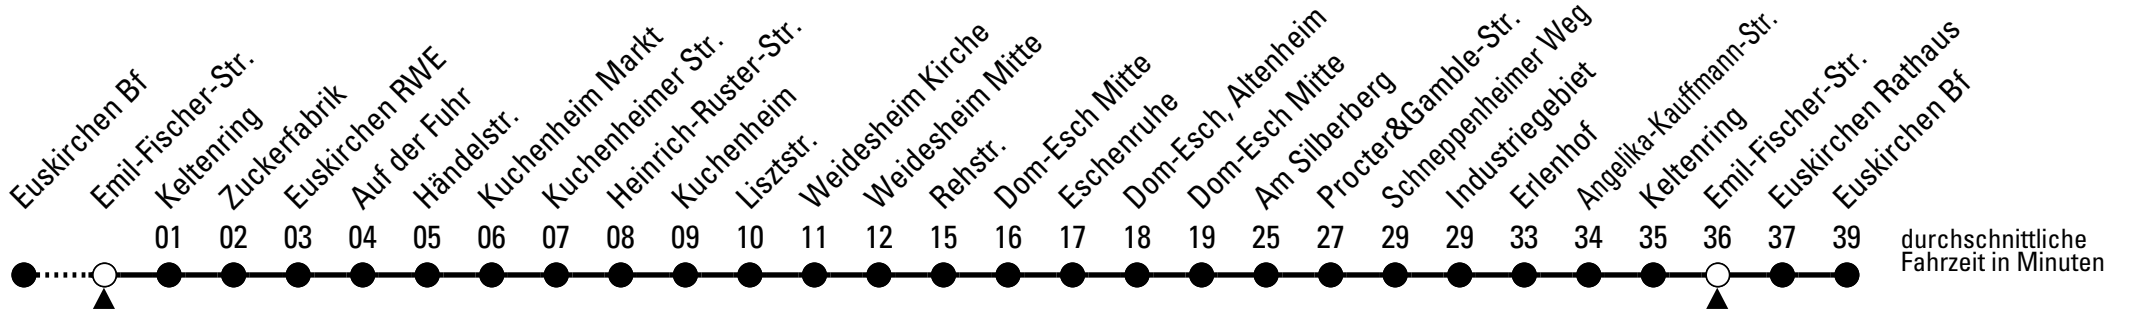 Euskirchen Bf
Emil-Fischer-Str.
Keltenring
Zuckerfabrik
Euskirchen RWE
Auf der Fuhr
Händelstr.
Kuchenheim Markt
Kuchenheimer Str.
Heinrich-Ruster-Str.
Kuchenheim
Lisztstr.
Weidesheim Kirche
Weidesheim Mitte
Rehstr.
Dom-Esch Mitte
Eschenruhe
Dom-Esch, Altenheim
Dom-Esch Mitte
Am Silberberg
Procter&Gamble-Str.
Schneppenheimer Weg
Industriegebiet
Erlenhof
Angelika-Kauffmann-Str.
Keltenring
Emil-Fischer-Str.
Euskirchen Rathaus
Euskirchen Bf
01 02 03 04 05 06 07 08 09 10 11 12 15 16 17 18 19 25 27 29 29 33 34 35 36 37 39
durchschnittliche
Fahrzeit in Minuten